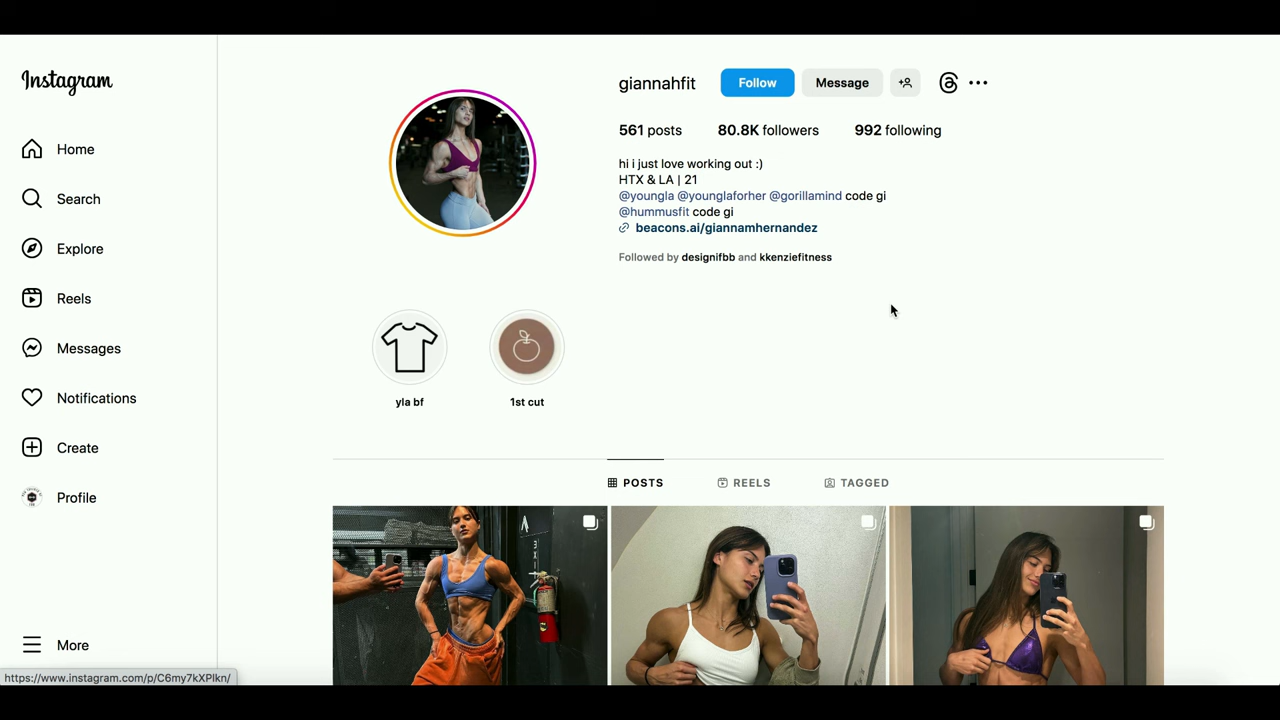 Instagram
Home
Search
Explore
Reels
Messages
Notifications
Create
Profile
More
giannahfit
Follow
Message
561 posts
80.8K followers
992 following
hi i just love working out :)
HTX & LA | 21
@youngla @younglaforher @gorillamind code gi
@hummusfit code gi
beacons.ai/giannamhernandez
Followed by designifbb and kkenziefitness
yla bf
1st cut
POSTS
REELS
TAGGED
https://www.instagram.com/p/C6my7kXPIkn/